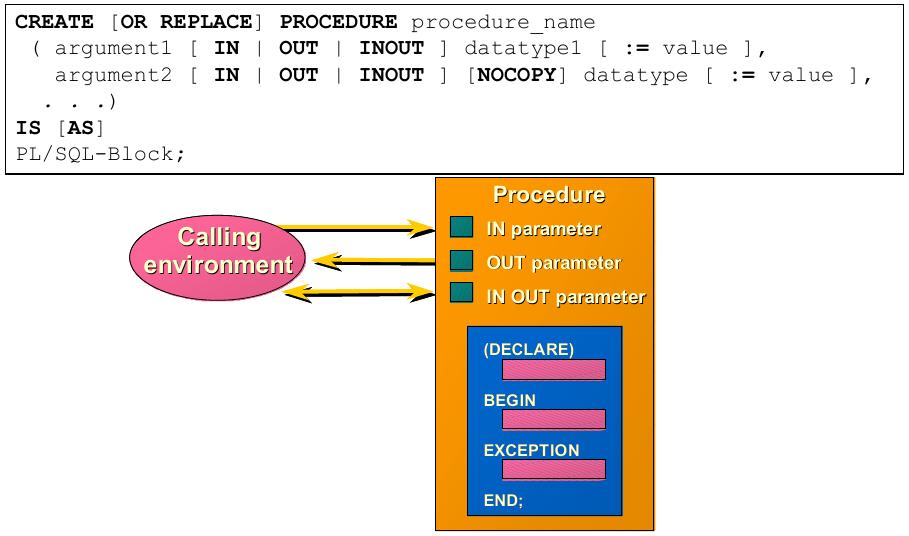 CREATE [OR REPLACE] PROCEDURE procedure_name
( argument1 [ IN | OUT | INOUT ] datatype1 [ := value ],
argument2 [ IN | OUT | INOUT ] [NOCOPY] datatype [ := value ],
. . .)
IS [AS]
PL/SQL-Block;
Procedure
Calling
environment
IN parameter
OUT parameter
IN OUT parameter
(DECLARE)
BEGIN
EXCEPTION
END;